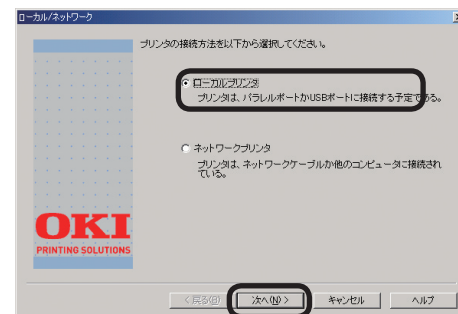 ローカル/ネットワーク
プリンタの接続方法を以下から選択してください。
ローカルプリンタ
プリンタは、パラレルポートかUSBポートに接続する予定である。
ネットワークプリンタ
プリンタは、ネットワークケーブルか他のコンピュータに接続され
ている。
OKI
PRINTING SOLUTIONS
< 戻る(B) 次へ(N) > キャンセル ヘルプ